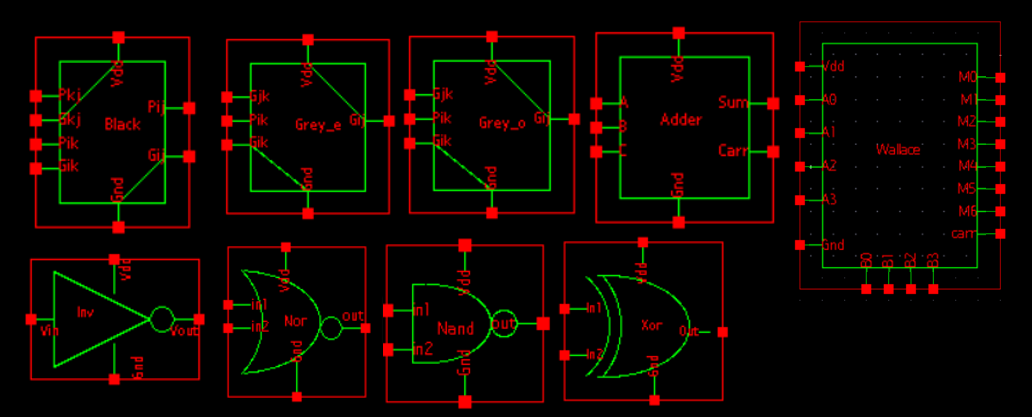 Vdd
Pkj
Gkj
Pik
Gik
Black
Pij
Gij
Gnd
Vdd
Gjk
Pik
Gik
Grey_e
Gij
Gnd
Vdd
Gjk
Pik
Gik
Grey_o
Gij
Gnd
Vdd
A
B
C
Adder
Sum
Carr
Gnd
Vdd
A0
A1
A2
A3
Gnd
Wallace
M0
M1
M2
M3
M4
M5
M6
carr
B0
B1
B2
B3
Vdd
Inv
Vin
Vout
Gnd
Vdd
in1
in2
Nor
out
Gnd
Vdd
in1
in2
Nand
out
Gnd
Vdd
In1
In2
Xor
Out
Gnd